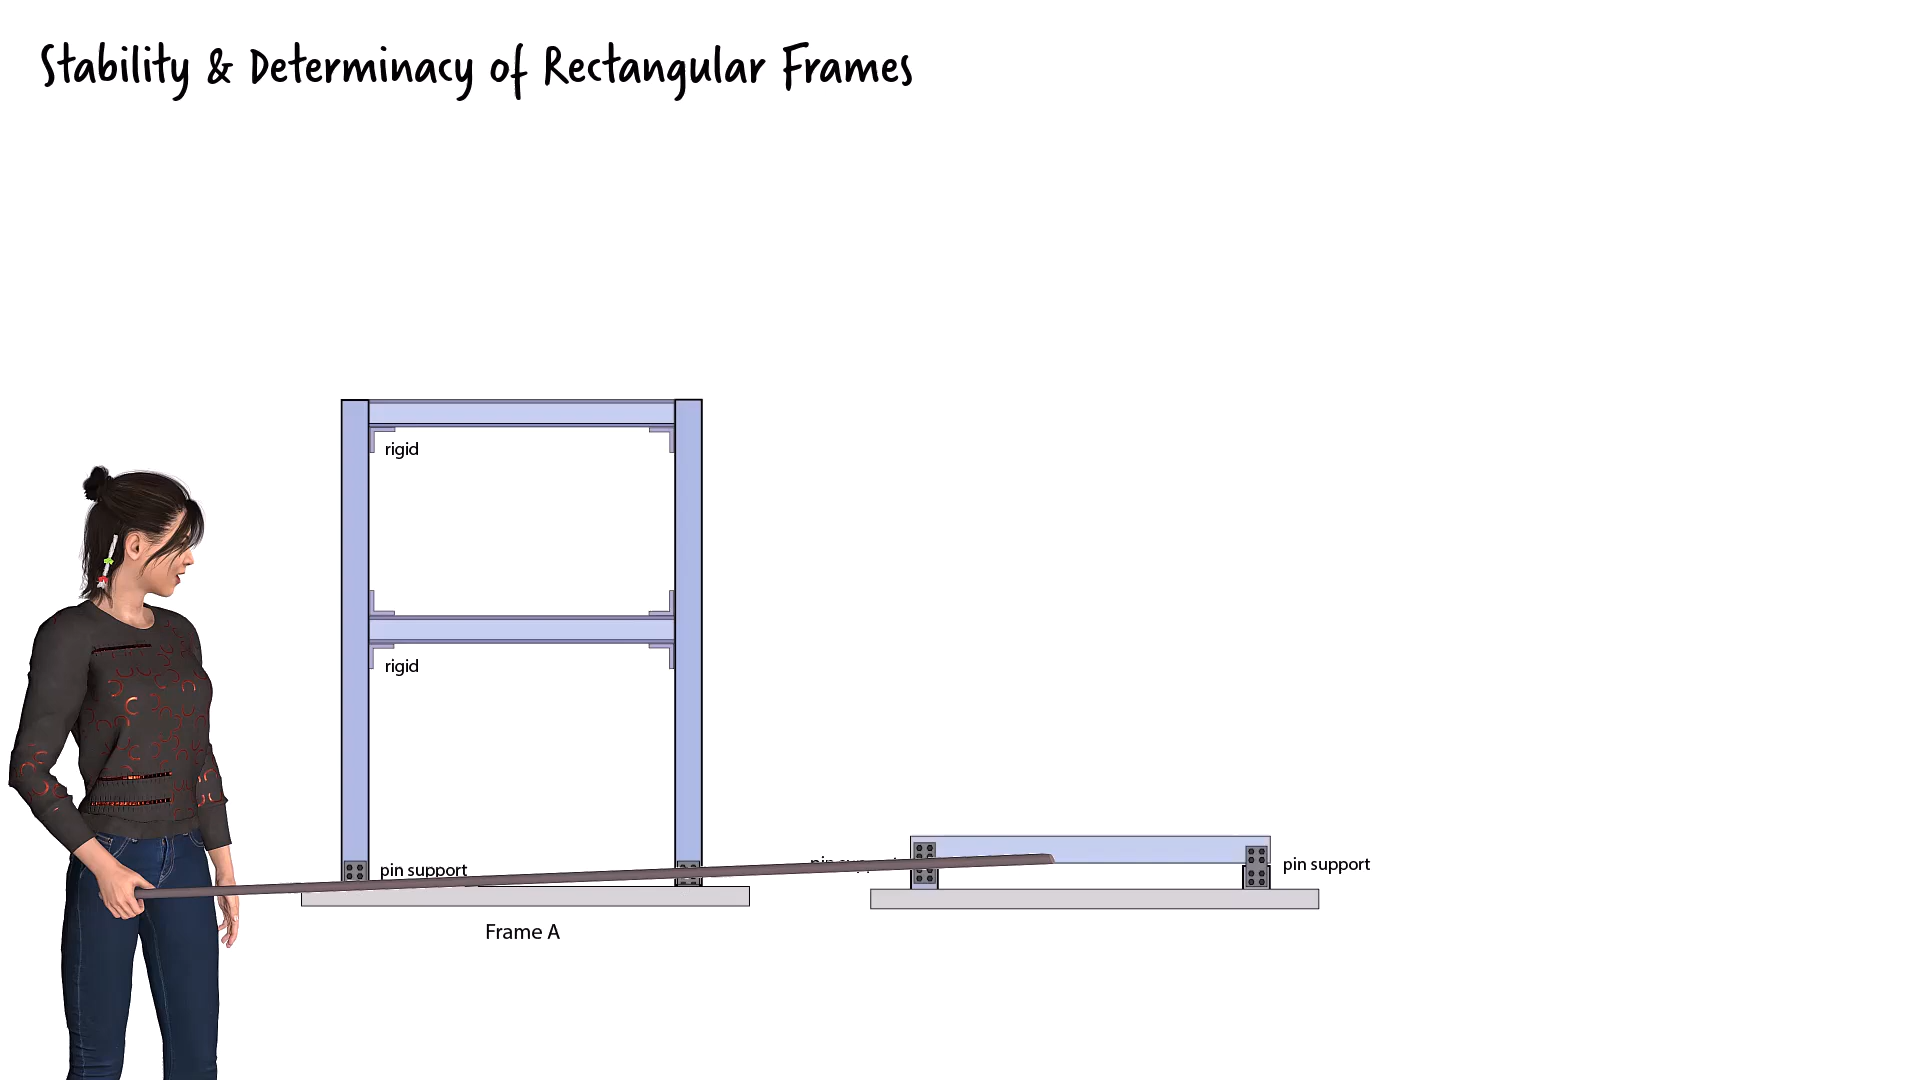 Stability & Determinacy of Rectangular Frames
rigid
rigid
pin support
pin support
Frame A